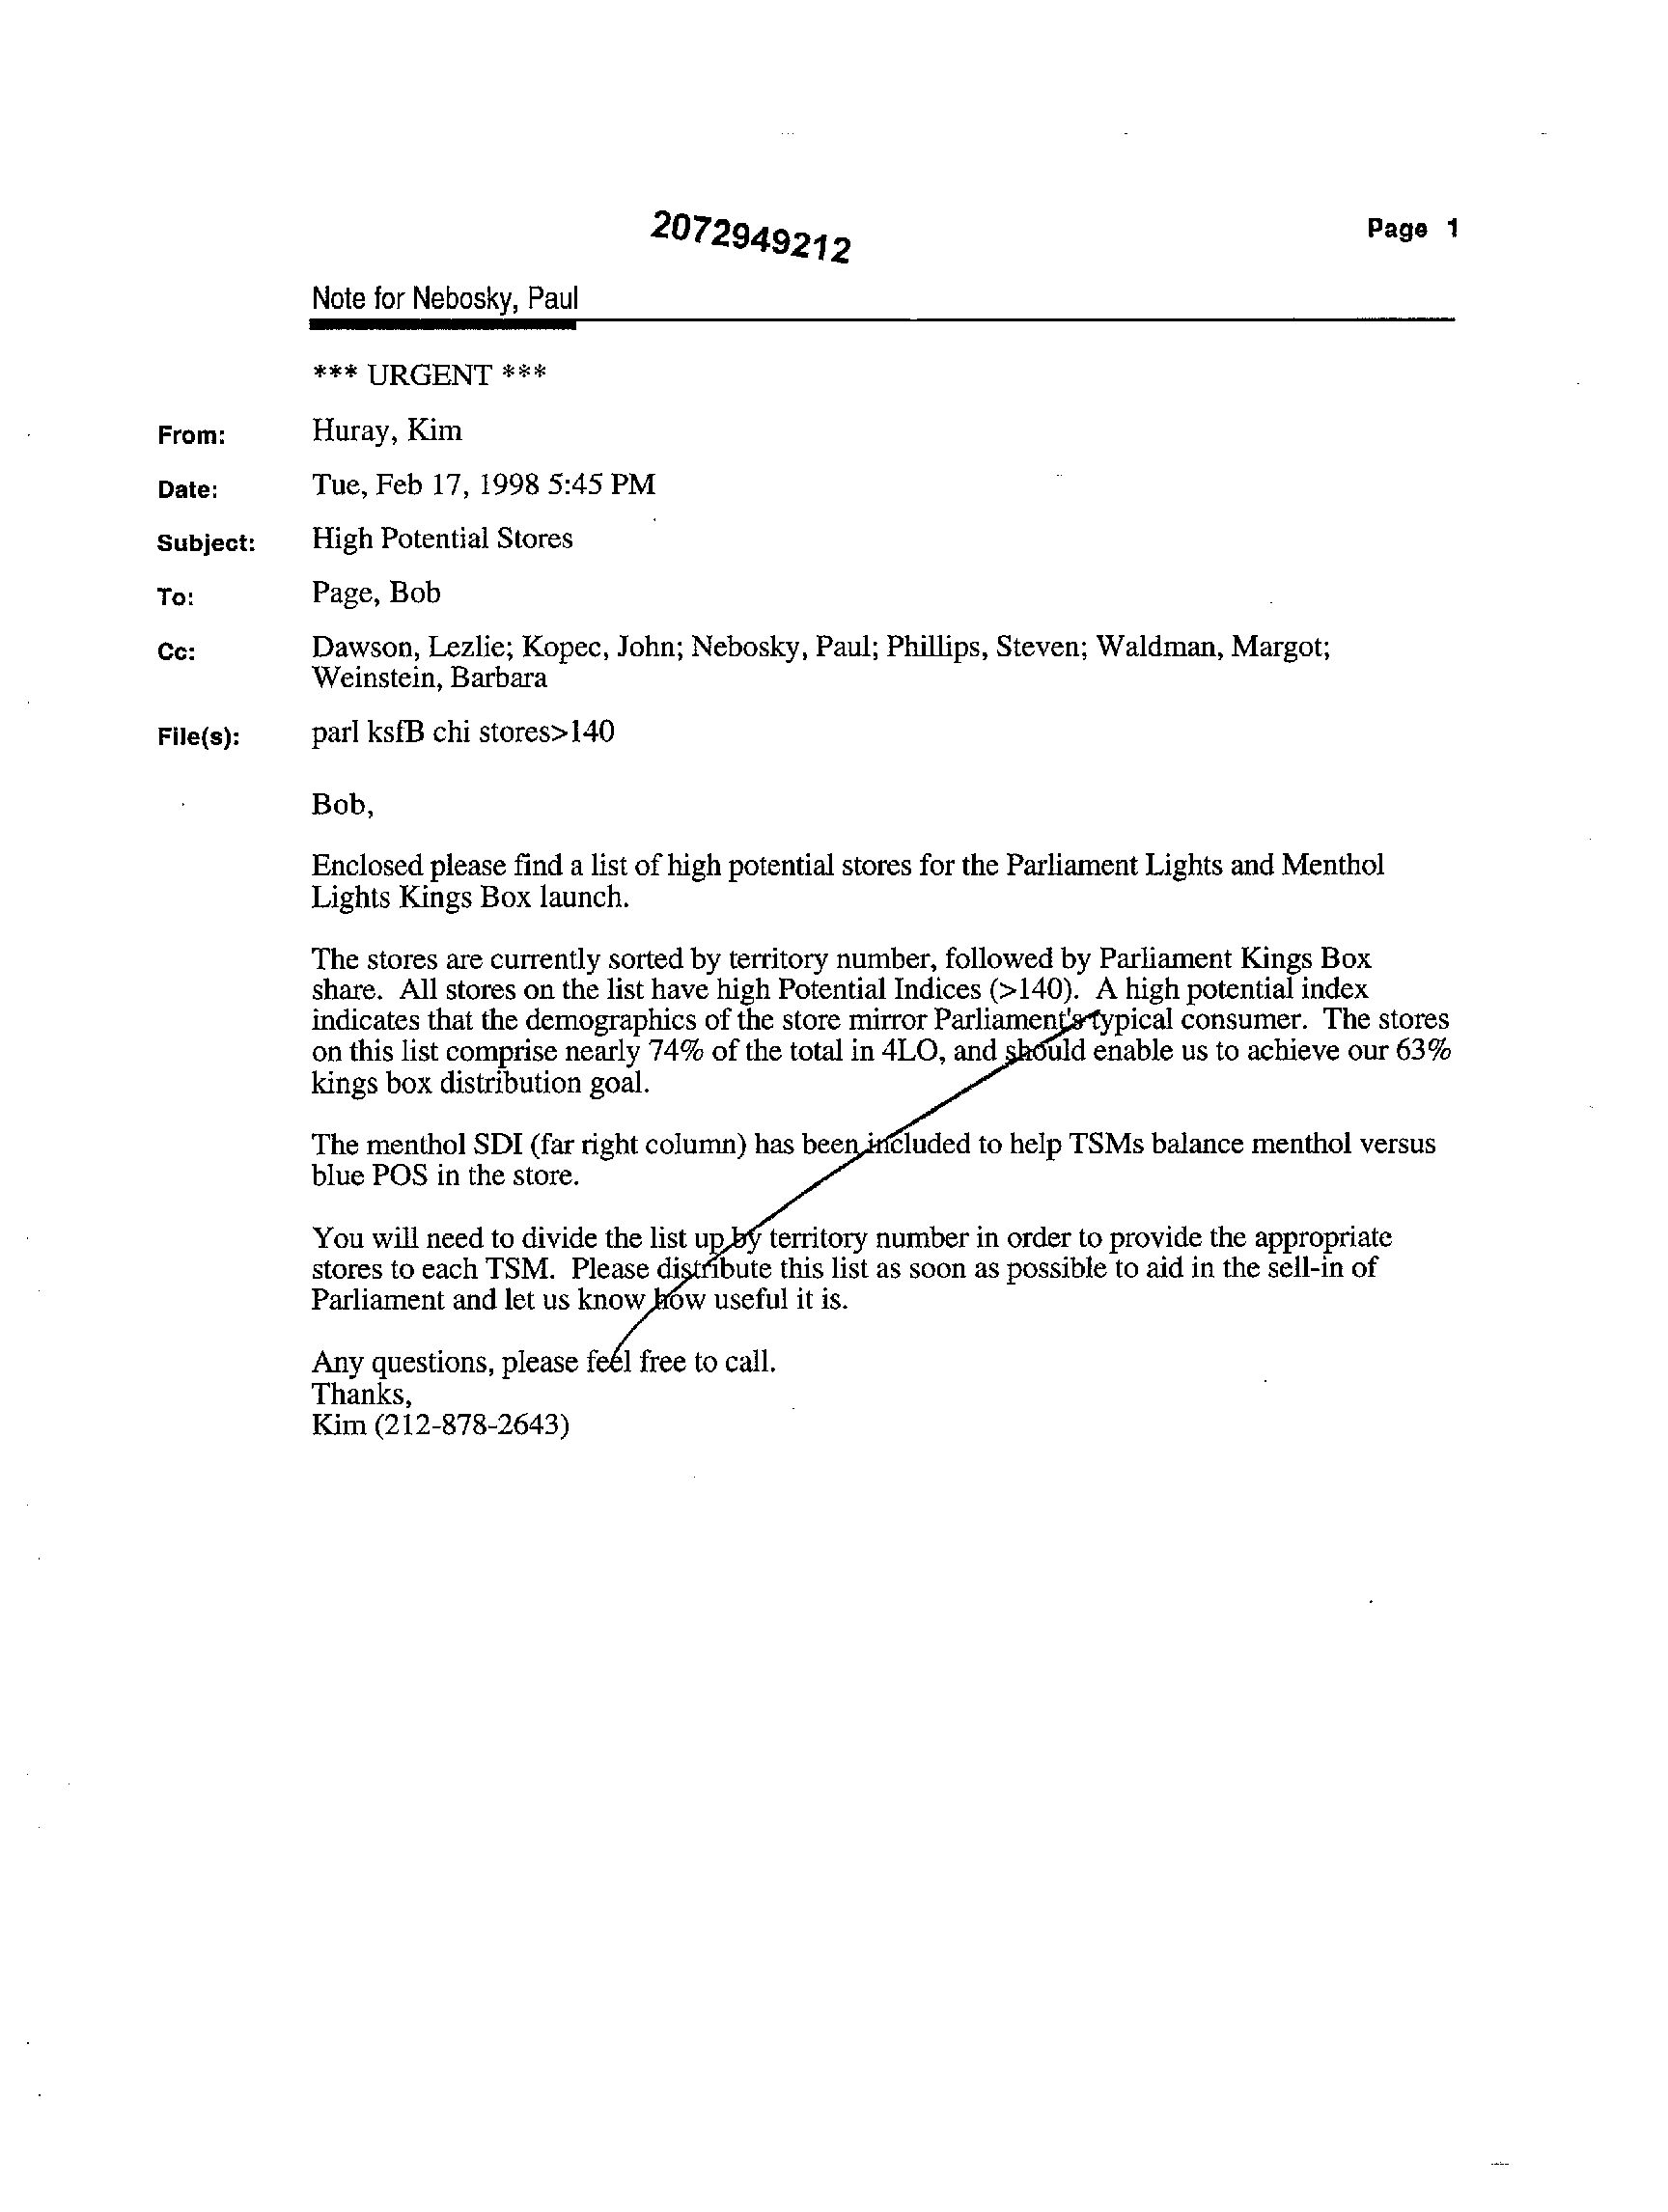 2072949212
Page 1
Note for Nebosky, Paul
*** URGENT ***
From: Huray, Kim
Date: Tue, Feb 17, 1998 5:45 PM
Subject: High Potential Stores
To: Page, Bob
Cc: Dawson, Lezlie; Kopec, John; Nebosky, Paul; Phillips, Steven; Waldman, Margot;
Weinstein, Barbara
File(s): parl ksfB chi stores>140
Bob,
Enclosed please find a list of high potential stores for the Parliament Lights and Menthol
Lights Kings Box launch.
The stores are currently sorted by territory number, followed by Parliament Kings Box
share. All stores on the list have high Potential Indices (>140). A high potential index
indicates that the demographics of the store mirror Parliament's typical consumer. The stores
on this list comprise nearly 74% of the total in 4LO, and should enable us to achieve our 63%
kings box distribution goal.
The menthol SDI (far right column) has been included to help TSMs balance menthol versus
blue POS in the store.
You will need to divide the list up by territory number in order to provide the appropriate
stores to each TSM. Please distribute this list as soon as possible to aid in the sell-in of
Parliament and let us know how useful it is.
Any questions, please feel free to call.
Thanks,
Kim (212-878-2643)